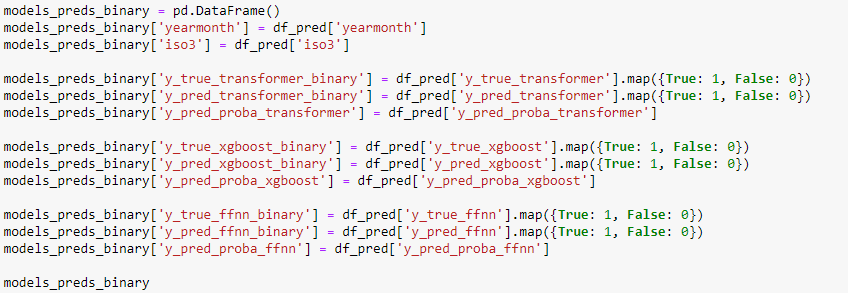 models_preds_binary = pd.DataFrame()
models_preds_binary['yearmonth'] = df_pred['yearmonth']
models_preds_binary['iso3'] = df_pred['iso3']
models_preds_binary['y_true_transformer_binary'] = df_pred['y_true_transformer'].map({True: 1, False: 0})
models_preds_binary['y_pred_transformer_binary'] = df_pred['y_pred_transformer'].map({True: 1, False: 0})
models_preds_binary['y_pred_proba_transformer'] = df_pred['y_pred_proba_transformer']
models_preds_binary['y_true_xgboost_binary'] = df_pred['y_true_xgboost'].map({True: 1, False: 0})
models_preds_binary['y_pred_xgboost_binary'] = df_pred['y_pred_xgboost'].map({True: 1, False: 0})
models_preds_binary['y_pred_proba_xgboost'] = df_pred['y_pred_proba_xgboost']
models_preds_binary['y_true_ffnn_binary'] = df_pred['y_true_ffnn'].map({True: 1, False: 0})
models_preds_binary['y_pred_ffnn_binary'] = df_pred['y_pred_ffnn'].map({True: 1, False: 0})
models_preds_binary['y_pred_proba_ffnn'] = df_pred['y_pred_proba_ffnn']
models_preds_binary